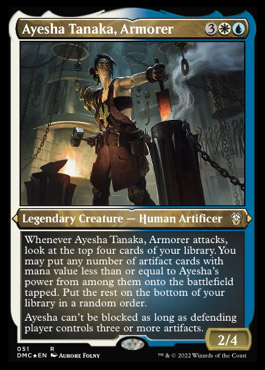 Ayesha Tanaka, Armorer 3
Legendary Creature — Human Artificer
Whenever Ayesha Tanaka, Armorer attacks,
look at the top four cards of your library. You
may put any number of artifact cards with
mana value less than or equal to Ayesha's
power from among them onto the battlefield
tapped. Put the rest on the bottom of your
library in a random order.
Ayesha can't be blocked as long as defending
player controls three or more artifacts.
2/4
051 R
DMC★EN Aurore Folny
™ & © 2022 Wizards of the Coast